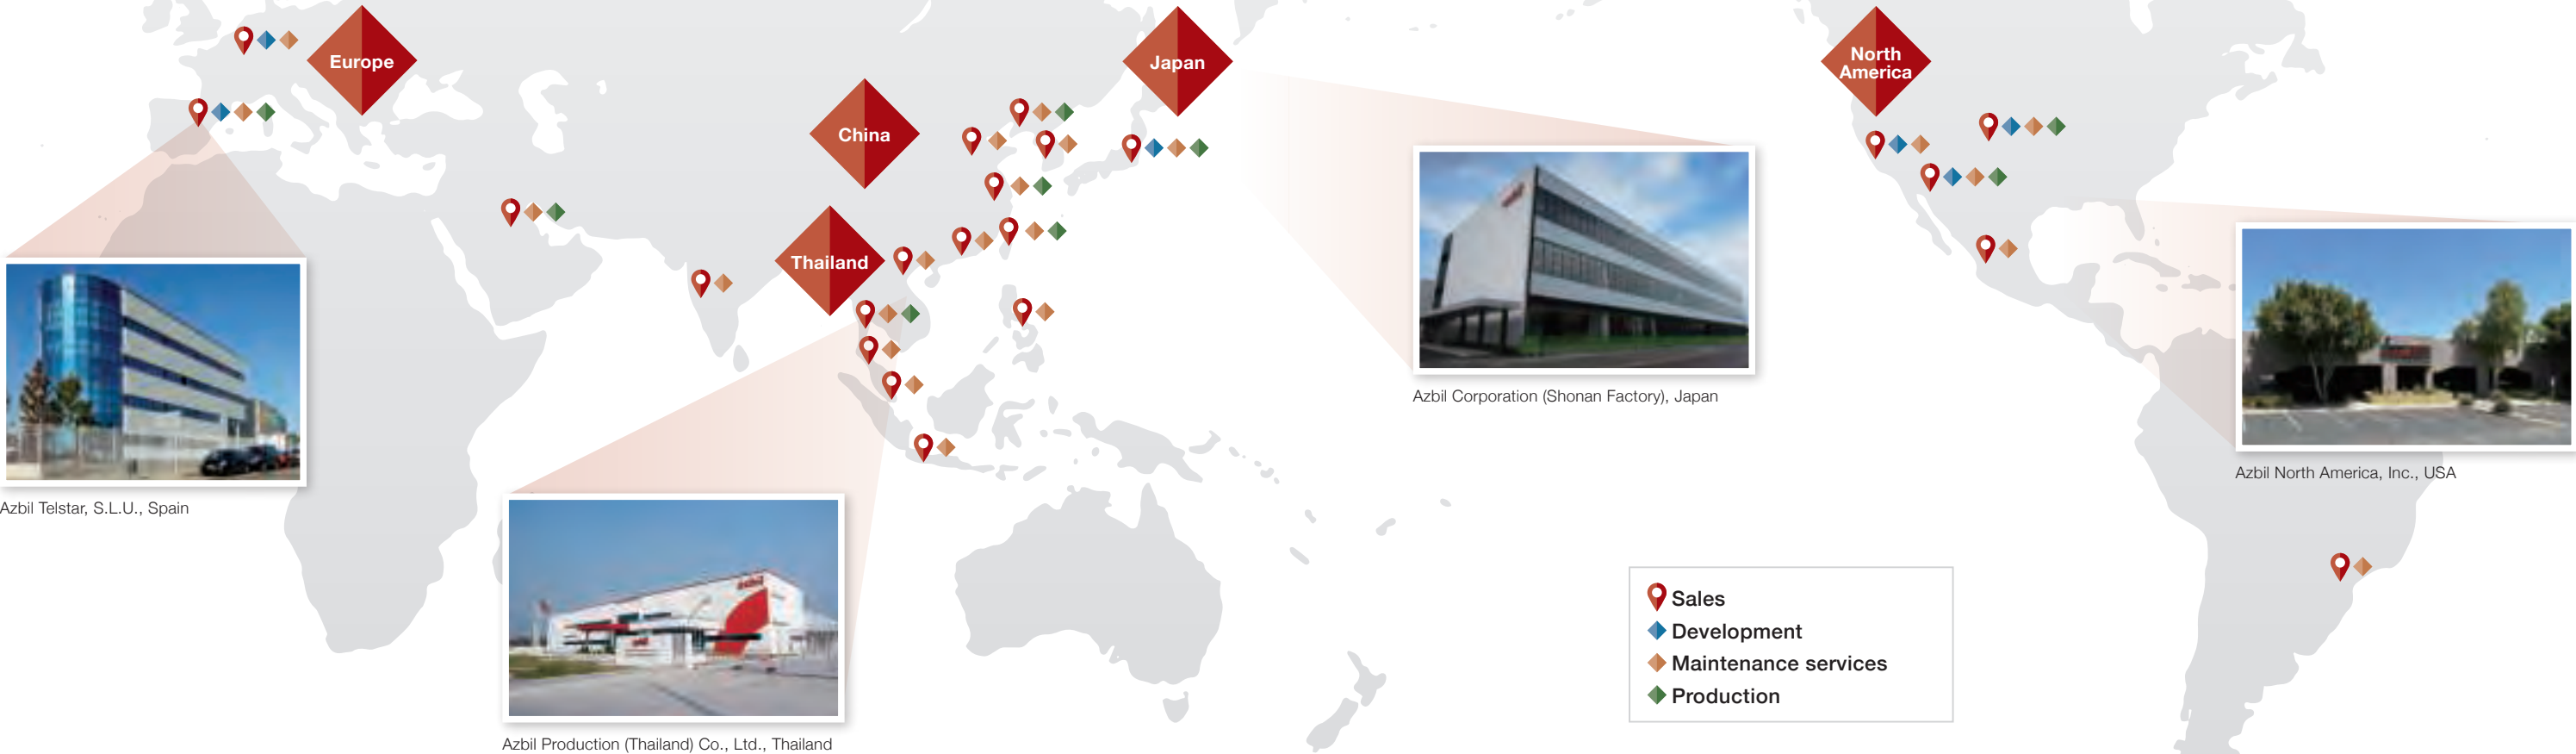 Europe
Japan
North
America
China
Thailand
Azbil Corporation (Shonan Factory), Japan
Azbil North America, Inc., USA
Azbil Telstar, S.L.U., Spain
Sales
Development
Maintenance services
Production
Azbil Production (Thailand) Co., Ltd., Thailand